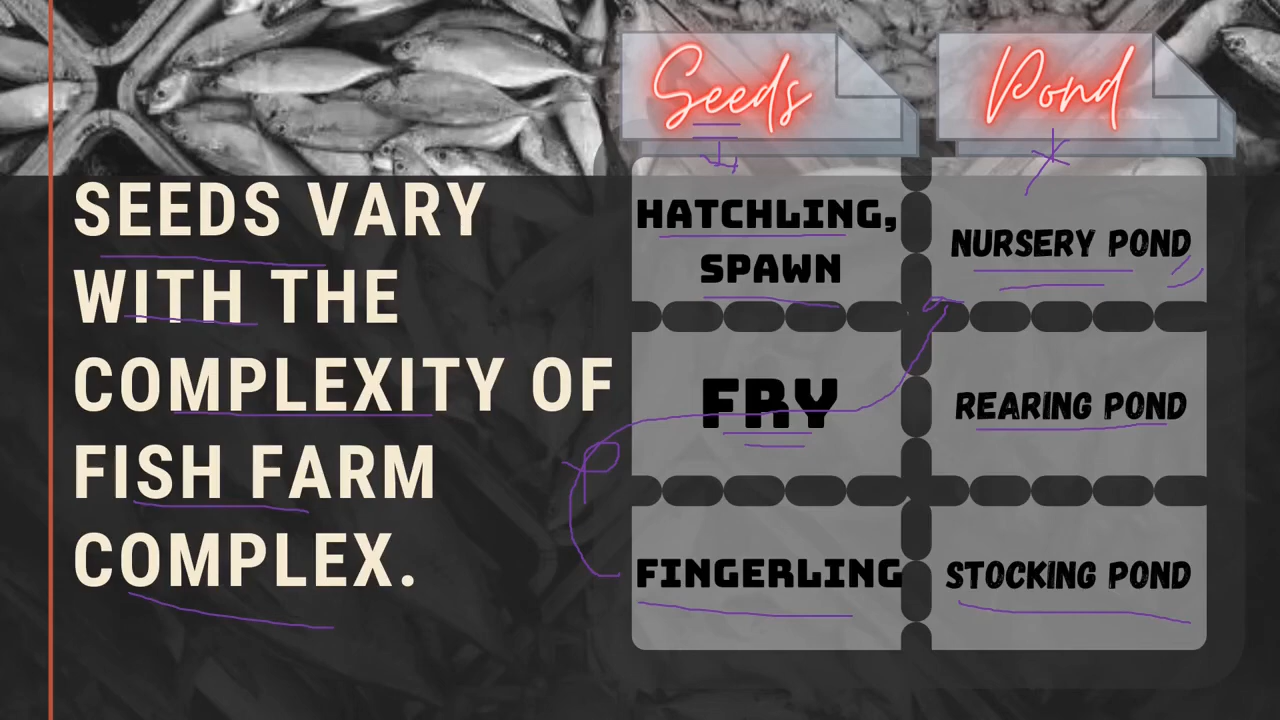 SEEDS VARY
WITH THE
COMPLEXITY OF
FISH FARM
COMPLEX.
Seeds
Pond
HATCHLING,
SPAWN
NURSERY POND
FRY
REARING POND
FINGERLING
STOCKING POND